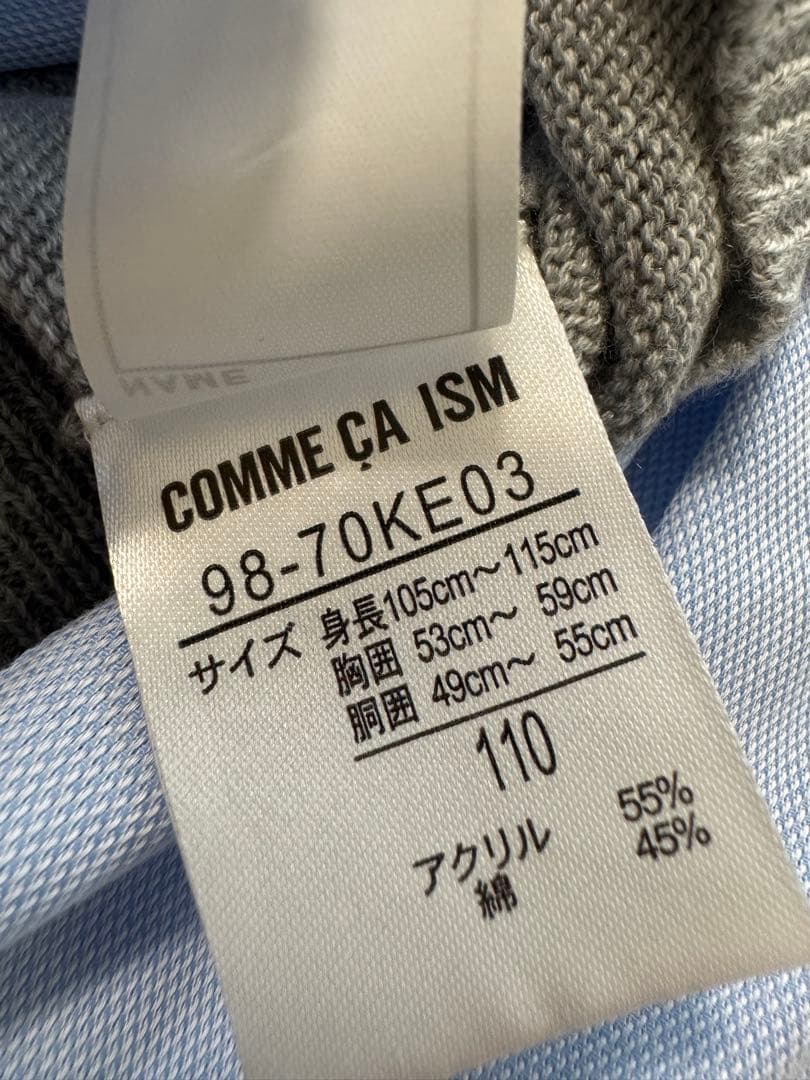 NAME
COMME ÇA ISM
98-70KE03
サイズ 身長105cm～115cm
胸囲 53cm～ 59cm
胴囲 49cm～ 55cm
110
アクリル 55%
綿 45%